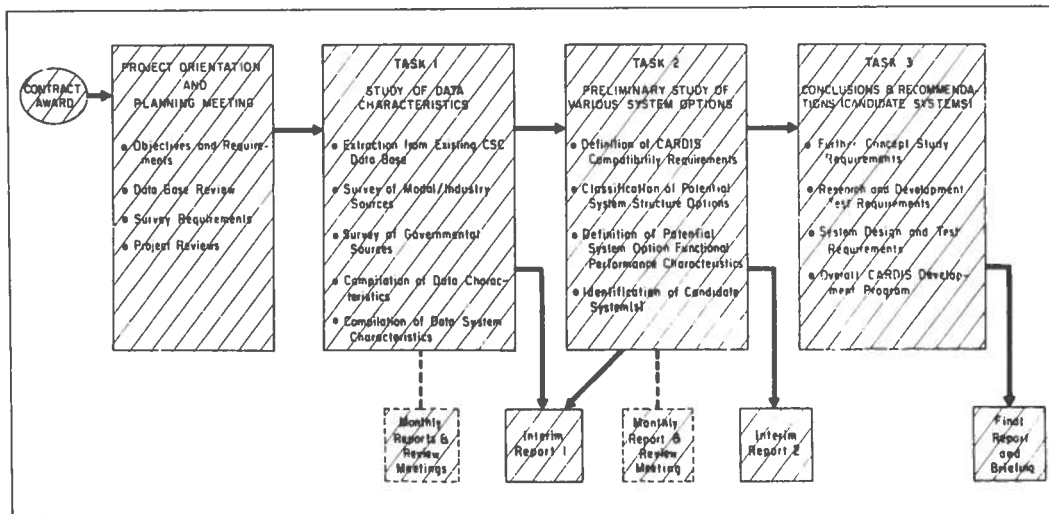 CONTRACT
AWARD
PROJECT ORIENTATION
AND
PLANNING MEETING
• Objectives and Require-
ments
• Data Base Review
• Survey Requirements
• Project Reviews
TASK 1
STUDY OF DATA
CHARACTERISTICS
• Extraction from Existing CSC
Data Base
• Survey of Modal/Industry
Sources
• Survey of Governmental
Sources
• Compilation of Data Charac-
teristics
• Compilation of Data System
Characteristics
TASK 2
PRELIMINARY STUDY OF
VARIOUS SYSTEM OPTIONS
• Definition of CARDIS
Compatibility Requirements
• Classification of Potential
System Structure Options
• Definition of Potential
System Option Functional
Performance Characteristics
• Identification of Candidate
System(s)
TASK 3
CONCLUSIONS & RECOMMENDA-
TIONS (CANDIDATE SYSTEMS)
• Further Concept Study
Requirements
• Research and Development
Test Requirements
• System Design and Test
Requirements
• Overall CARDIS Develop-
ment Program
Monthly
Reports &
Review
Meetings
Interim
Report 1
Monthly
Report &
Review
Meeting
Interim
Report 2
Final
Report
and
Briefing